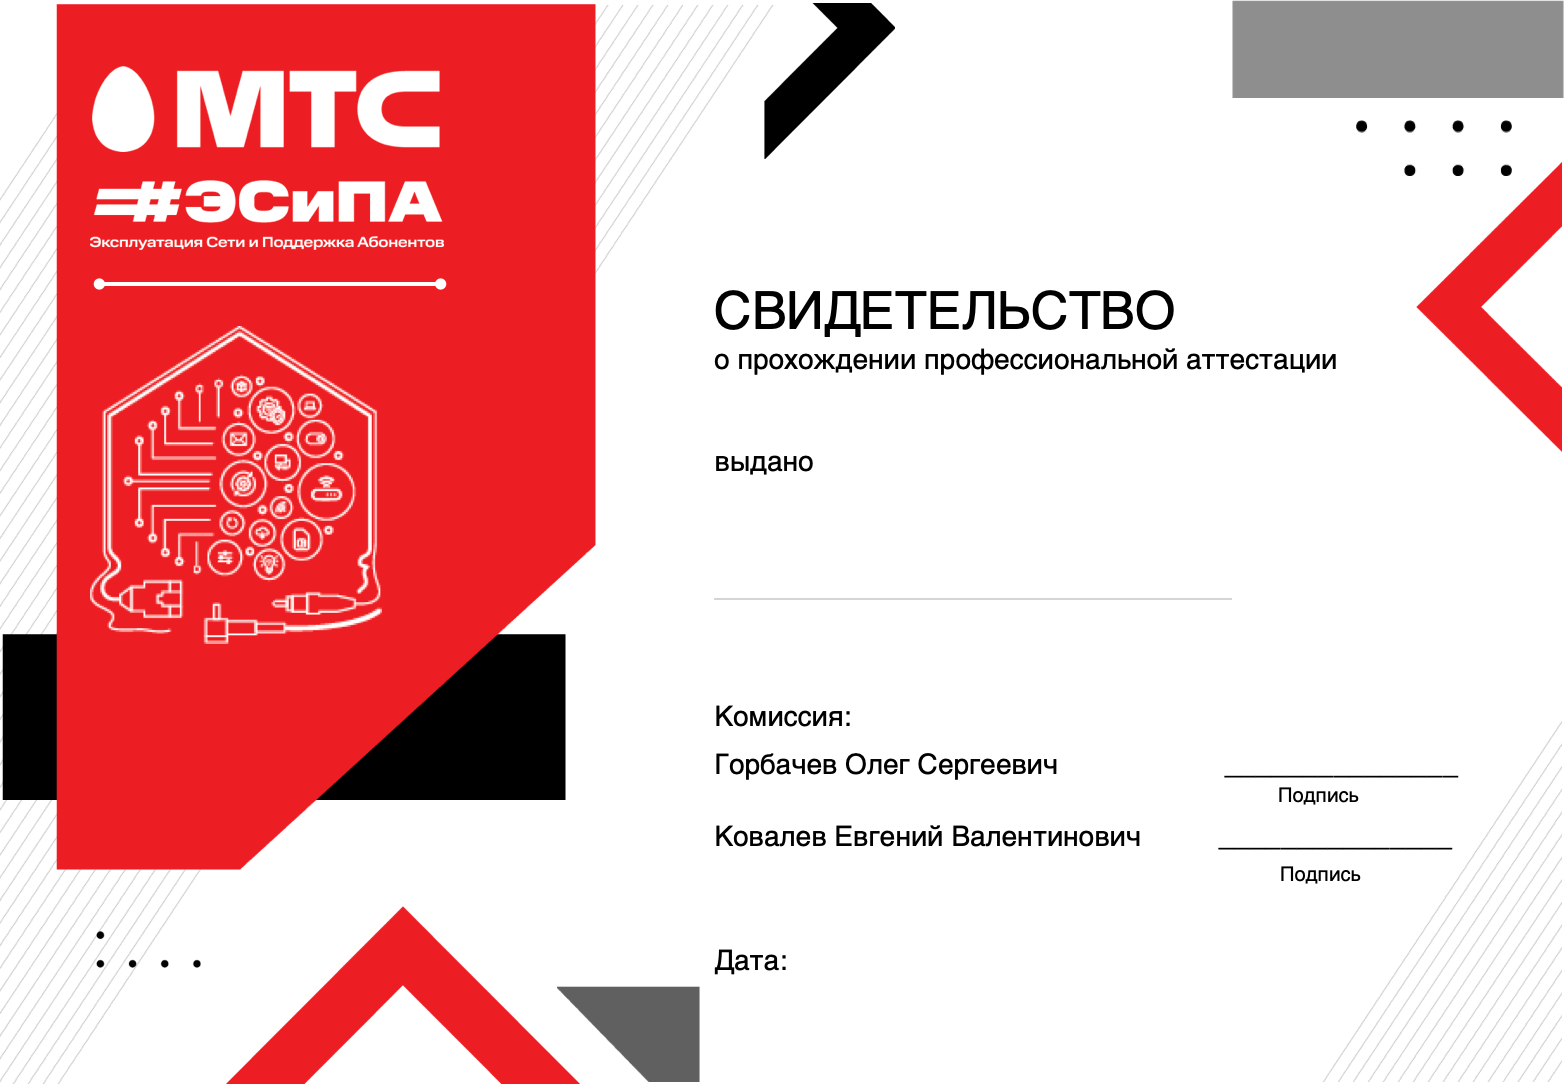 МТС
#ЭСиПА
Эксплуатация Сети и Поддержка Абонентов
СВИДЕТЕЛЬСТВО
о прохождении профессиональной аттестации
выдано
Комиссия:
Горбачев Олег Сергеевич
Подпись
Ковалев Евгений Валентинович
Подпись
Дата: